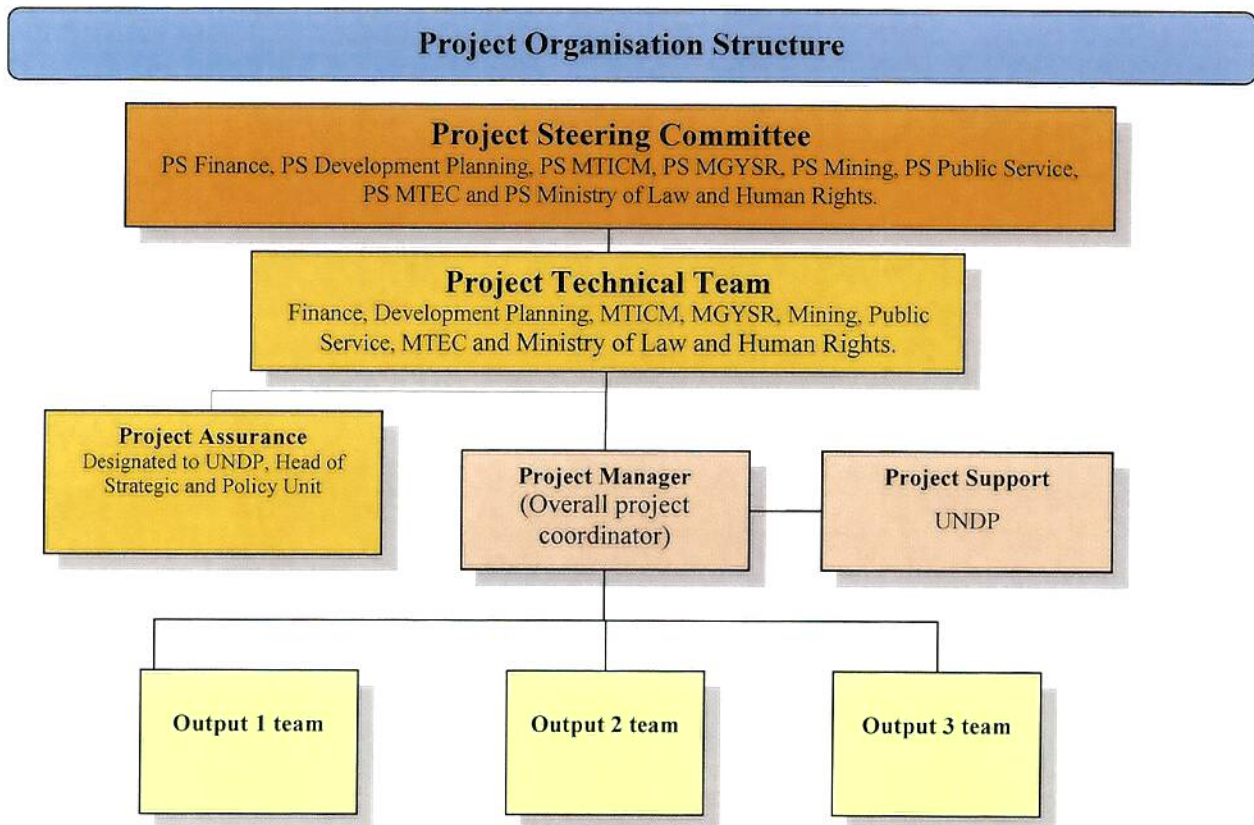 Project Organisation Structure
Project Steering Committee
PS Finance, PS Development Planning, PS MTICM, PS MGYSR, PS Mining, PS Public Service,
PS MTEC and PS Ministry of Law and Human Rights.
Project Technical Team
Finance, Development Planning, MTICM, MGYSR, Mining, Public
Service, MTEC and Ministry of Law and Human Rights.
Project Assurance
Designated to UNDP, Head of
Strategic and Policy Unit
Project Manager
(Overall project
coordinator)
Project Support
UNDP
Output 1 team
Output 2 team
Output 3 team